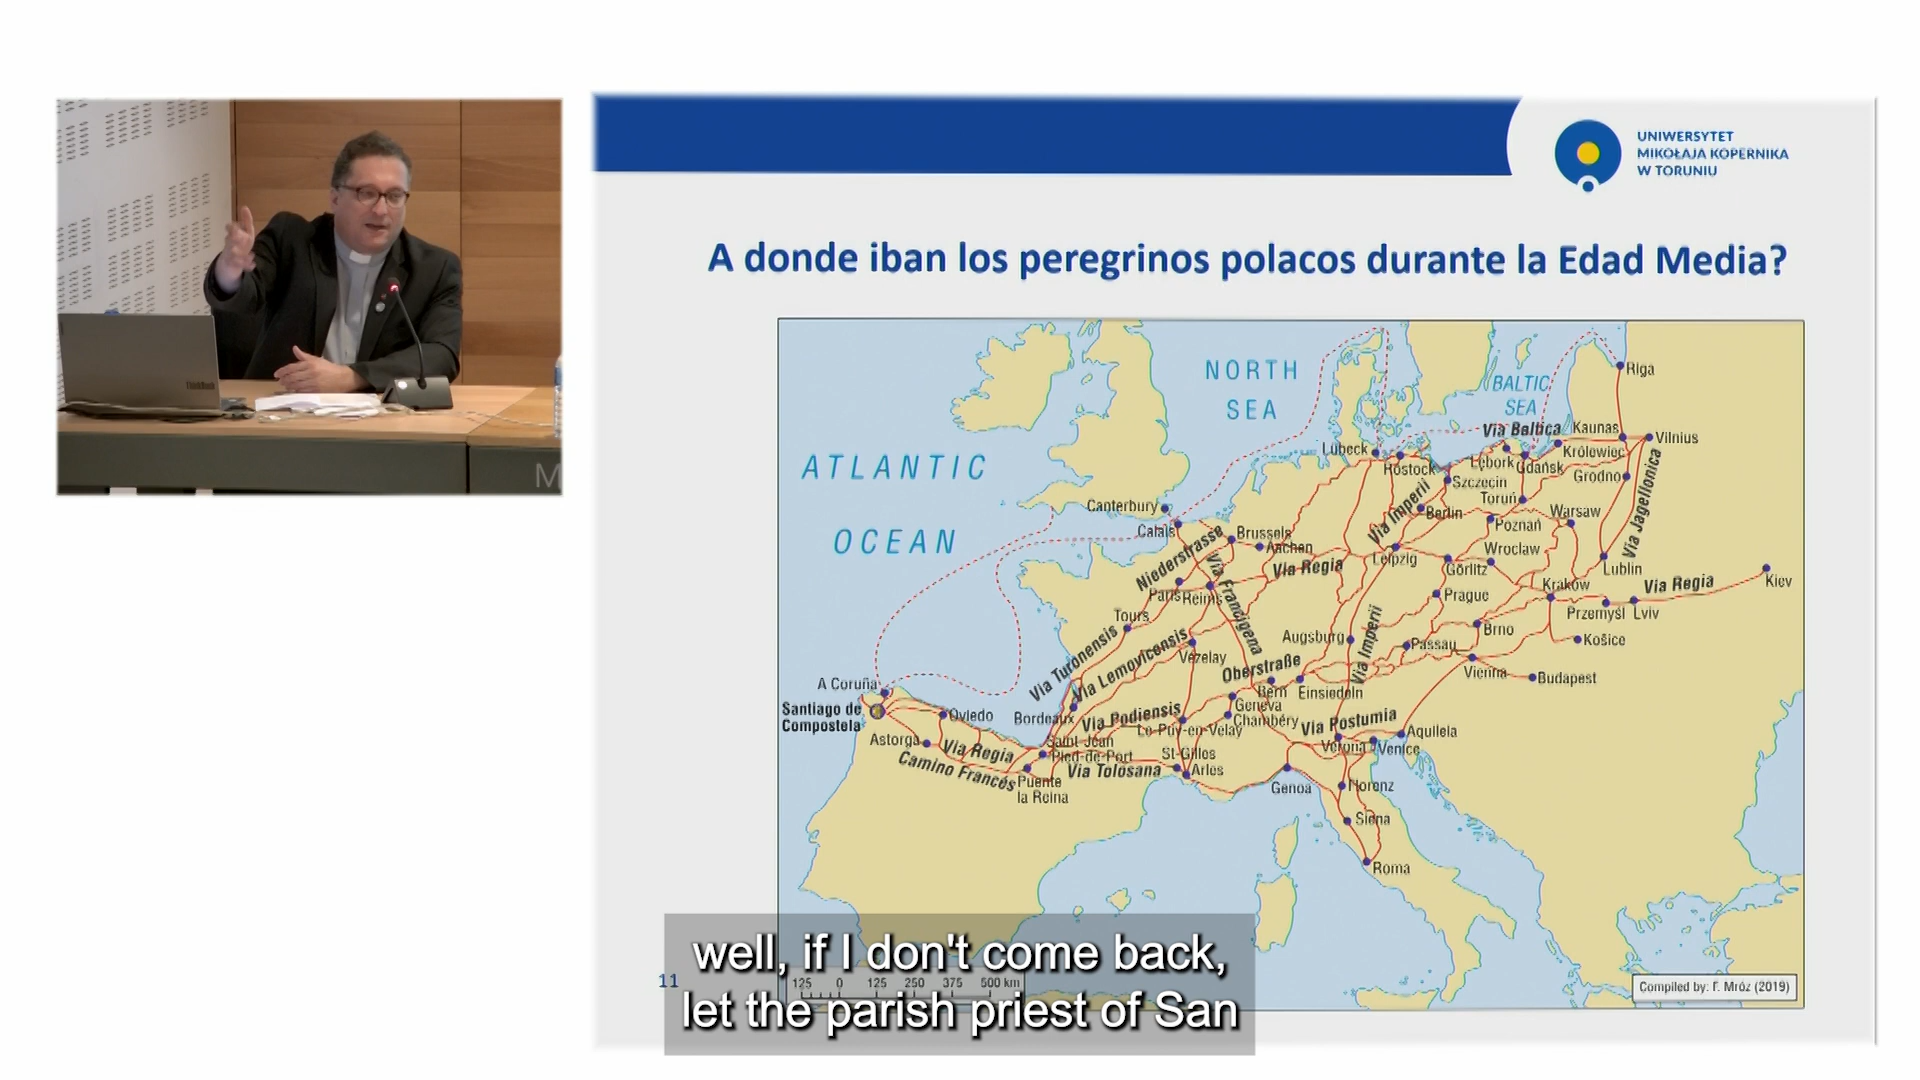 UNIWERSYTET
MIKOŁAJA KOPERNIKA
W TORUNIU
A donde iban los peregrinos polacos durante la Edad Media?
NORTH
SEA
BALTIC
SEA
Riga
Via Baltica
Kaunas
Vilnius
Lübeck
Rostock
Lębork
Gdańsk
Królewiec
Grodno
Szczecin
Toruń
Via Jagellonica
ATLANTIC
OCEAN
Canterbury
Calais
Via Imperii
Berlin
Poznań
Warsaw
Niederstrasse
Brussels
Aachen
Via Regia
Leipzig
Wroclaw
Görlitz
Lublin
Via Regia
Kiev
Paris
Reims
Via Francigena
Prague
Kraków
Przemyśl
Lviv
Tours
Augsburg
Via Imperii
Brno
Košice
Via Turonensis
Via Lemovicensis
Vézelay
Oberstraße
Passau
Vienna
Budapest
A Coruña
Santiago de
Compostela
Oviedo
Bordeaux
Via Podiensis
Le-Puy-en-Velay
Bern
Einsiedeln
Geneva
Chambéry
Via Postumia
Aquileia
Verona
Venice
Astorga
Via Regia
Camino Francés
Saint Jean
Pied-de-Port
St-Gilles
Via Tolosana
Arles
Puente
la Reina
Genoa
Florenz
Siena
Roma
11
125 0 125 250 375 500 km
Compiled by: F. Mróz (2019)
well, if I don't come back,
let the parish priest of San
ThinkPad
M